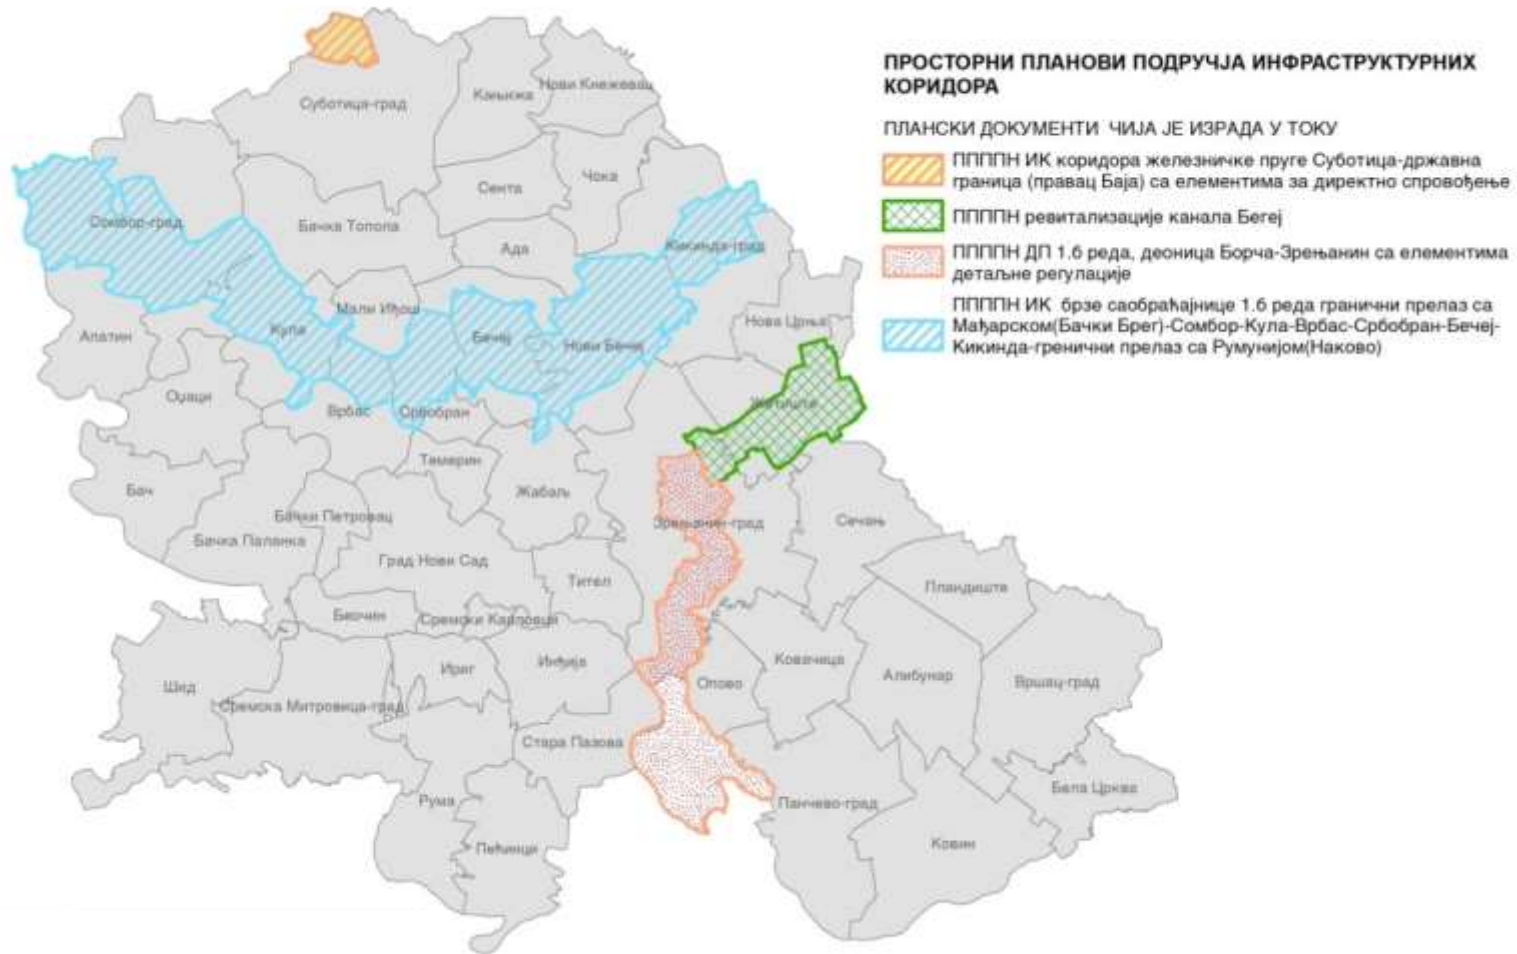 ПРОСТОРНИ ПЛАНОВИ ПОДРУЧЈА ИНФРАСТРУКТУРНИХ
КОРИДОРА
ПЛАНСКИ ДОКУМЕНТИ ЧИЈА ЈЕ ИЗРАДА У ТОКУ
ППППН ИК коридора железничке пруге Суботица-државна
граница (правац Баја) са елементима за директно спровођење
ППППН ревитализације канала Бегеј
ППППН ДП 1.б реда, деоница Борча-Зрењанин са елементима
детаљне регулације
ППППН ИК брзе саобраћајнице 1.б реда гранични прелаз са
Мађарском(Бачки Брег)-Сомбор-Кула-Врбас-Србобран-Бечеј-
Кикинда-гренични прелаз са Румунијом(Наково)
Суботица-град
Кањижа
Нови Кнежевац
Сента
Чока
Сомбор-град
Бачка Топола
Ада
Кикинда-град
Мали Иђош
Нова Црња
Апатин
Кула
Бечеј
Нови Бечеј
Оџаци
Врбас
Србобран
Житиште
Темерин
Бач
Жабаљ
Бачки Петровац
Зрењанин-град
Сечањ
Бачка Паланка
Град Нови Сад
Тител
Пландиште
Беочин
Сремски Карловци
Шид
Ириг
Инђија
Ковачица
Опово
Алибунар
Вршац-град
Сремска Митровица-град
Стара Пазова
Рума
Панчево-град
Бела Црква
Пећинци
Ковин